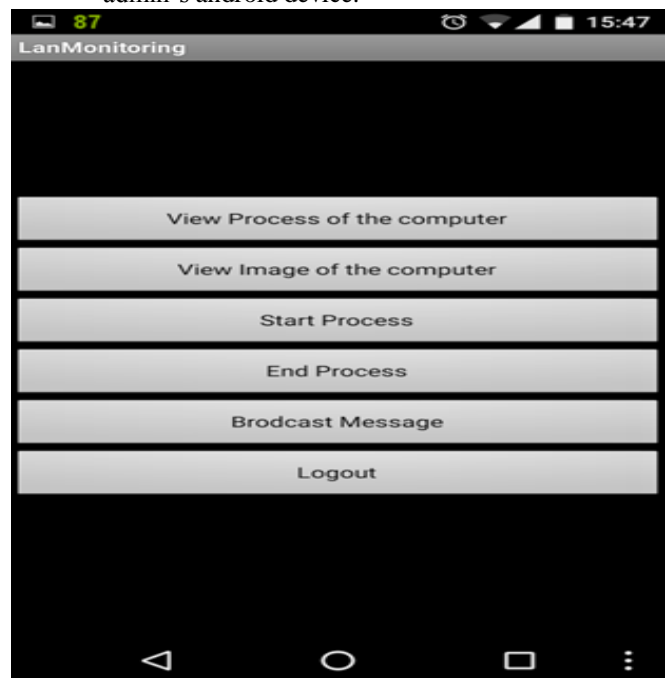 admin's android device.
87 15:47
LanMonitoring
View Process of the computer
View Image of the computer
Start Process
End Process
Brodcast Message
Logout